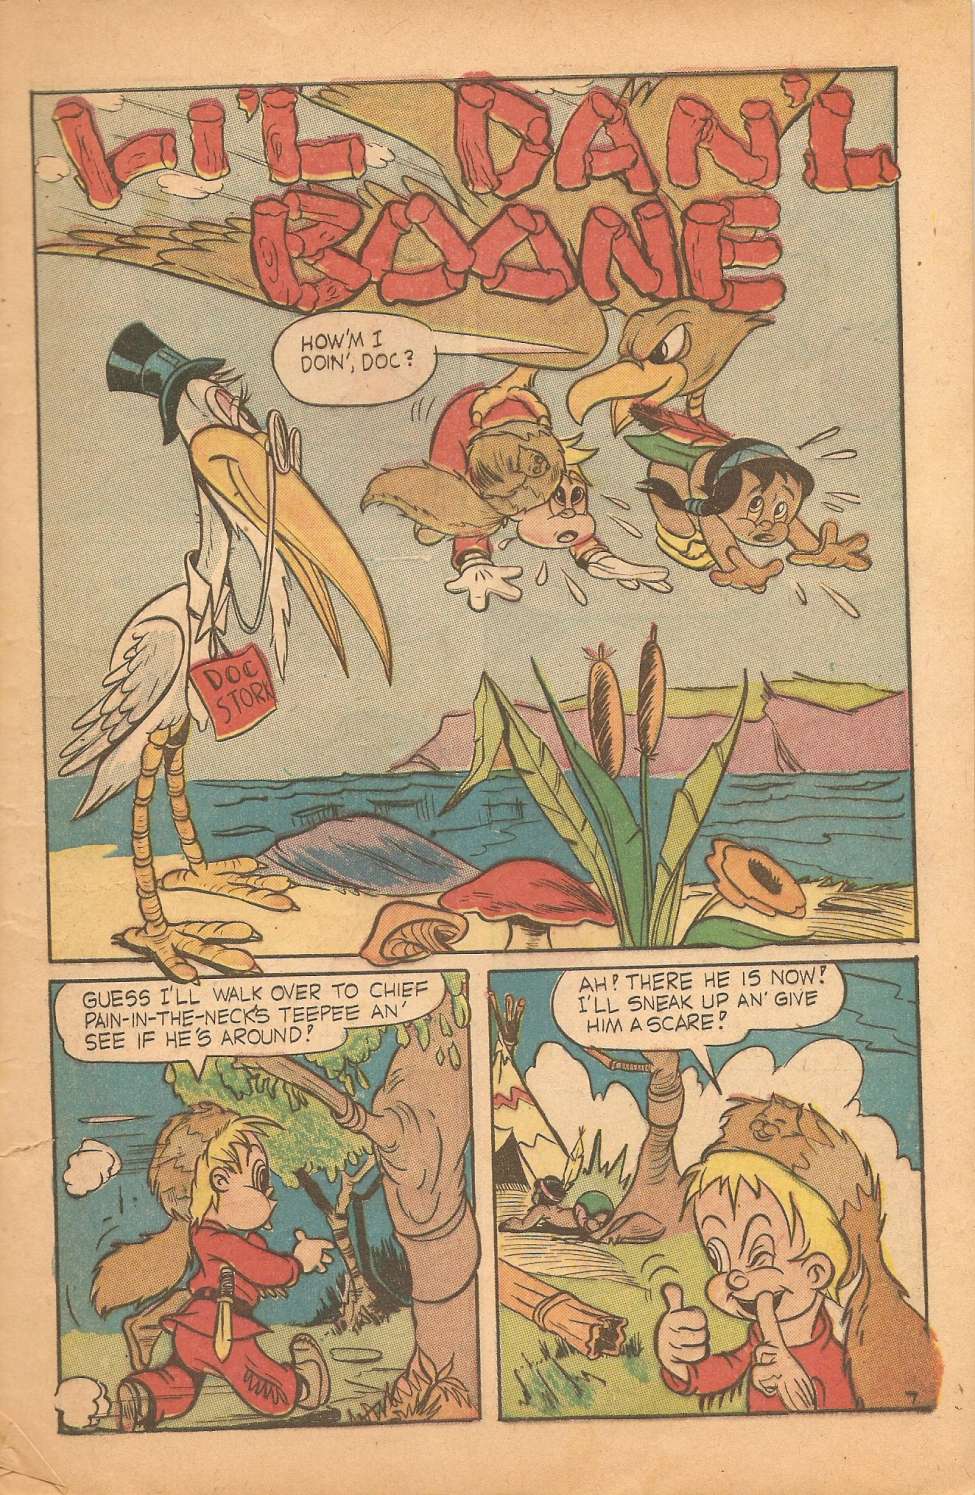 LI'L DAN'L
BOONE
HOW'M I
DOIN', DOC?
DOC
STORK
GUESS I'LL WALK OVER TO CHIEF
PAIN-IN-THE-NECK'S TEEPEE AN'
SEE IF HE'S AROUND!
AH! THERE HE IS NOW!
I'LL SNEAK UP AN' GIVE
HIM A SCARE!
7